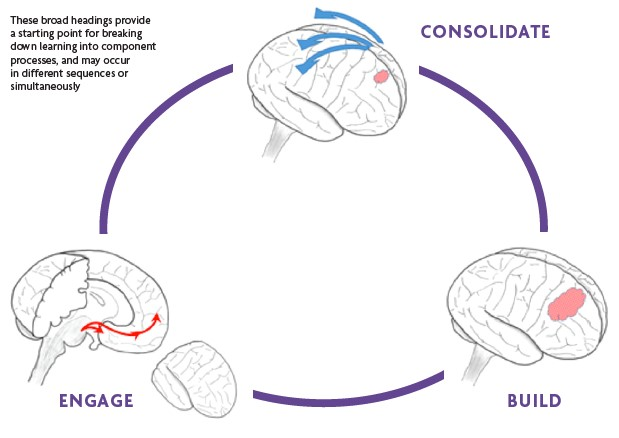 These broad headings provide
a starting point for breaking
down learning into component
processes, and may occur
in different sequences or
simultaneously
CONSOLIDATE
ENGAGE
BUILD